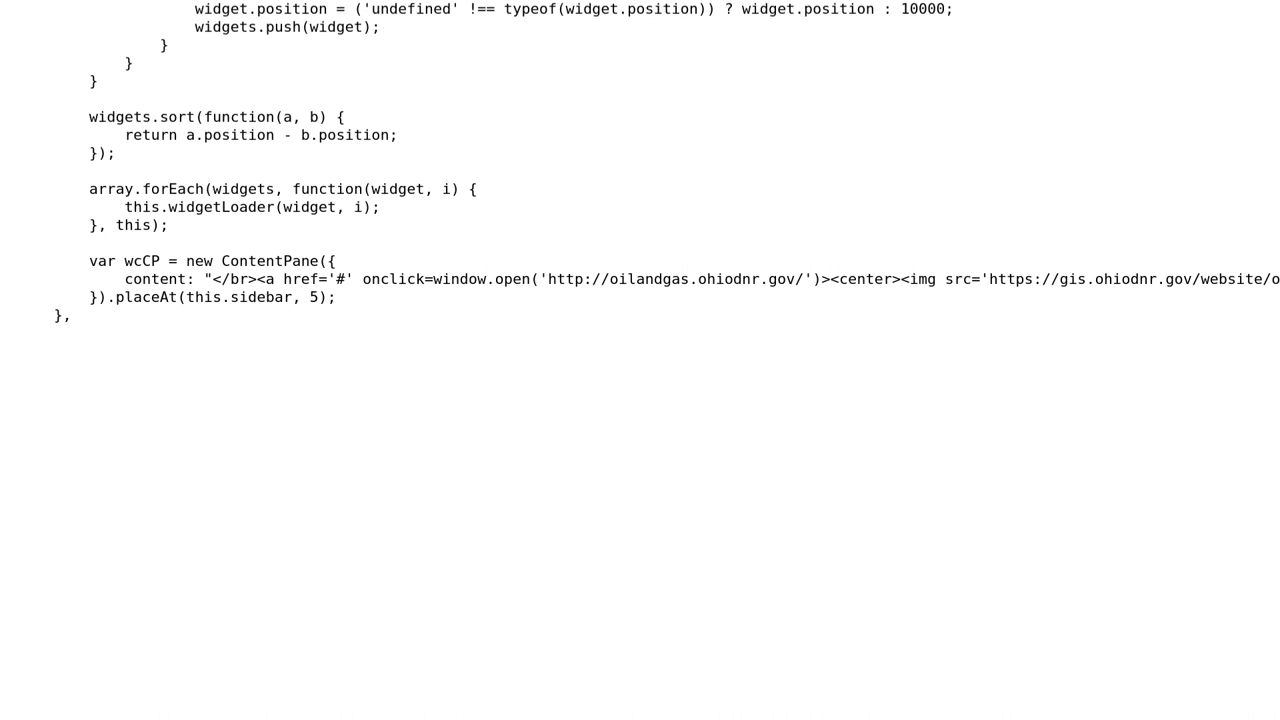 widget.position = ('undefined' !== typeof(widget.position)) ? widget.position : 10000;
widgets.push(widget);
}
}
}
widgets.sort(function(a, b) {
return a.position - b.position;
});
array.forEach(widgets, function(widget, i) {
this.widgetLoader(widget, i);
}, this);
var wcCP = new ContentPane({
content: "</br><a href='#' onclick=window.open('http://oilandgas.ohiodnr.gov/')><center><img src='https://gis.ohiodnr.gov/website/o
}).placeAt(this.sidebar, 5);
},